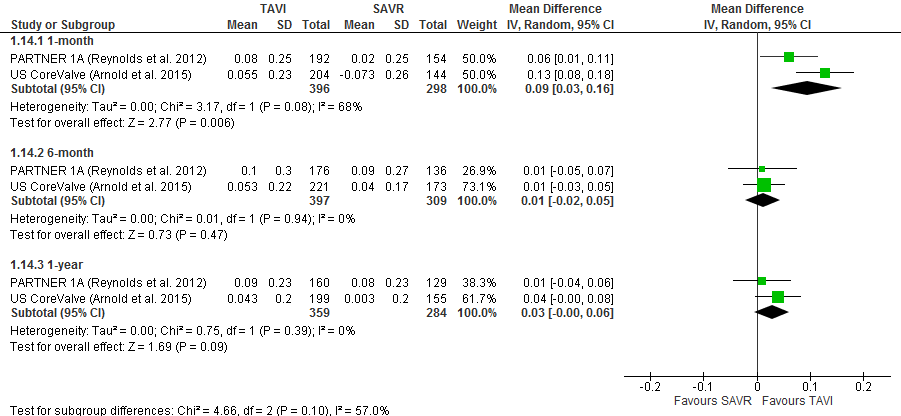 TAVI SAVR Mean Difference Mean Difference
Study or Subgroup Mean SD Total Mean SD Total Weight IV, Random, 95% CI IV, Random, 95% CI
1.14.1 1-month
PARTNER 1A (Reynolds et al. 2012) 0.08 0.25 192 0.02 0.25 154 50.0% 0.06 [0.01, 0.11]
US CoreValve (Arnold et al. 2015) 0.055 0.23 204 -0.073 0.26 144 50.0% 0.13 [0.08, 0.18]
Subtotal (95% CI) 396 298 100.0% 0.09 [0.03, 0.16]
Heterogeneity: Tau² = 0.00; Chi² = 3.17, df = 1 (P = 0.08); I² = 68%
Test for overall effect: Z = 2.77 (P = 0.006)
1.14.2 6-month
PARTNER 1A (Reynolds et al. 2012) 0.1 0.3 176 0.09 0.27 136 26.9% 0.01 [-0.05, 0.07]
US CoreValve (Arnold et al. 2015) 0.053 0.22 221 0.04 0.17 173 73.1% 0.01 [-0.03, 0.05]
Subtotal (95% CI) 397 309 100.0% 0.01 [-0.02, 0.05]
Heterogeneity: Tau² = 0.00; Chi² = 0.01, df = 1 (P = 0.94); I² = 0%
Test for overall effect: Z = 0.73 (P = 0.47)
1.14.3 1-year
PARTNER 1A (Reynolds et al. 2012) 0.09 0.23 160 0.08 0.23 129 38.3% 0.01 [-0.04, 0.06]
US CoreValve (Arnold et al. 2015) 0.043 0.2 199 0.003 0.2 155 61.7% 0.04 [-0.00, 0.08]
Subtotal (95% CI) 359 284 100.0% 0.03 [-0.00, 0.06]
Heterogeneity: Tau² = 0.00; Chi² = 0.75, df = 1 (P = 0.39); I² = 0%
Test for overall effect: Z = 1.69 (P = 0.09)
-0.2 -0.1 0 0.1 0.2
Favours SAVR Favours TAVI
Test for subgroup differences: Chi² = 4.66, df = 2 (P = 0.10), I² = 57.0%